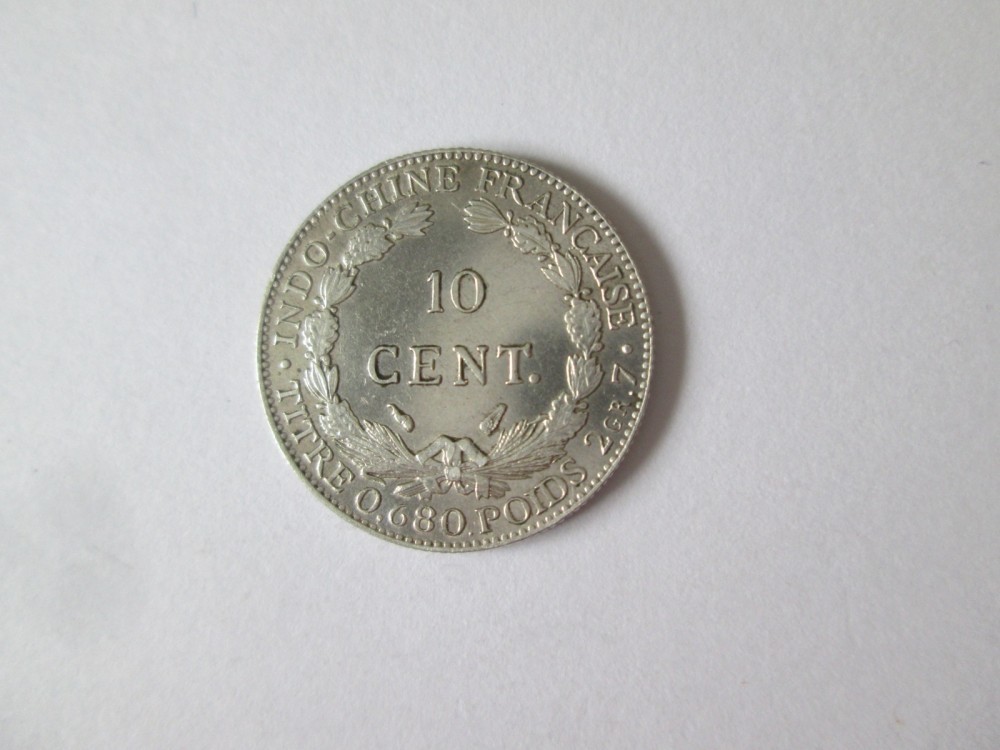 · INDO-CHINE FRANÇAISE ·
10
CENT.
TITRE 0.680. POIDS 2GR. 7